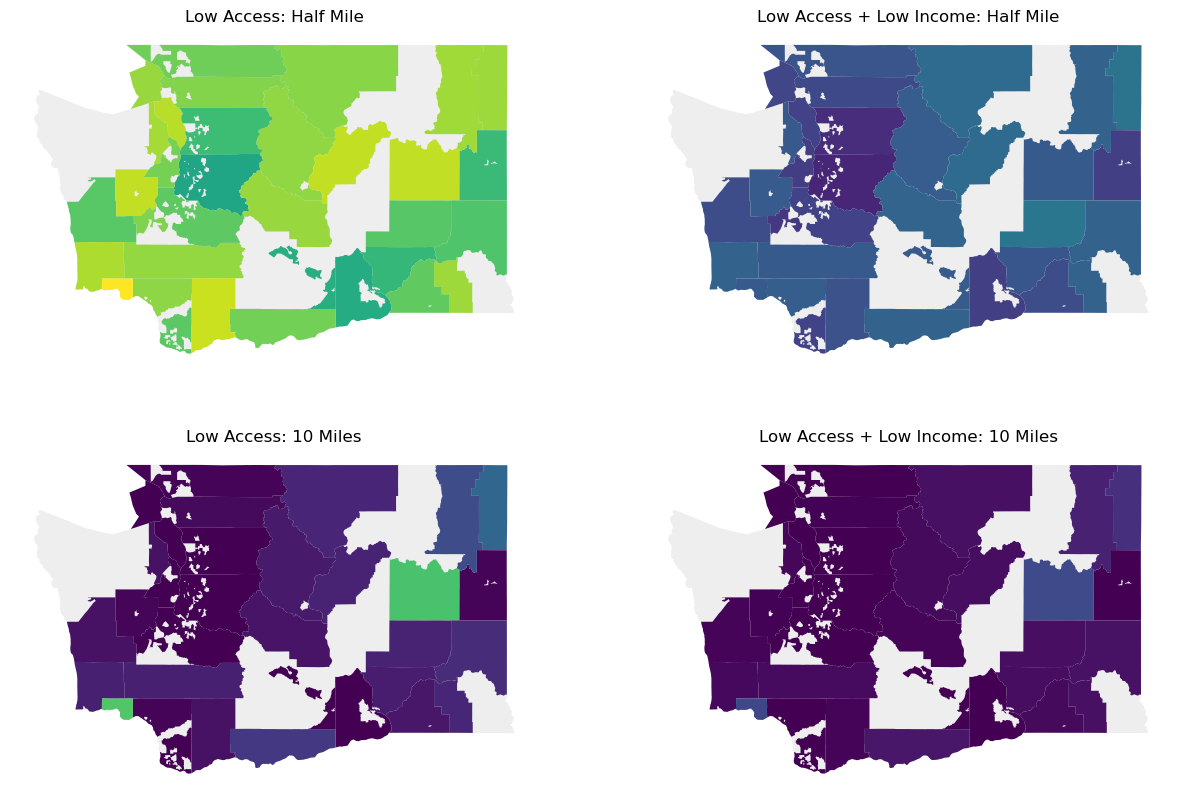 Low Access: Half Mile
Low Access + Low Income: Half Mile
Low Access: 10 Miles
Low Access + Low Income: 10 Miles